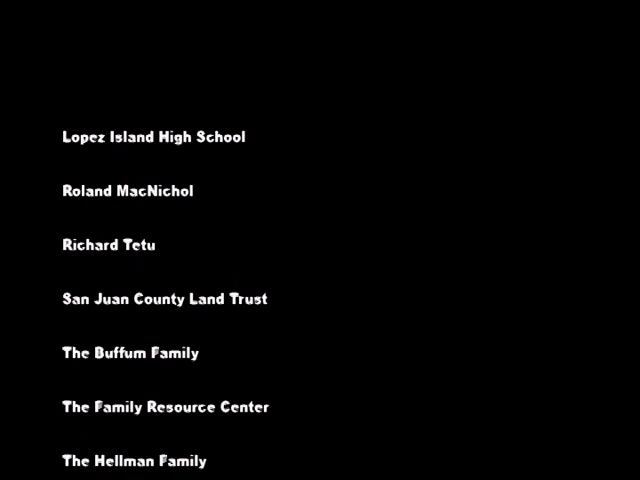 Lopez Island High School
Roland MacNichol
Richard Tetu
San Juan County Land Trust
The Buffum Family
The Family Resource Center
The Hellman Family